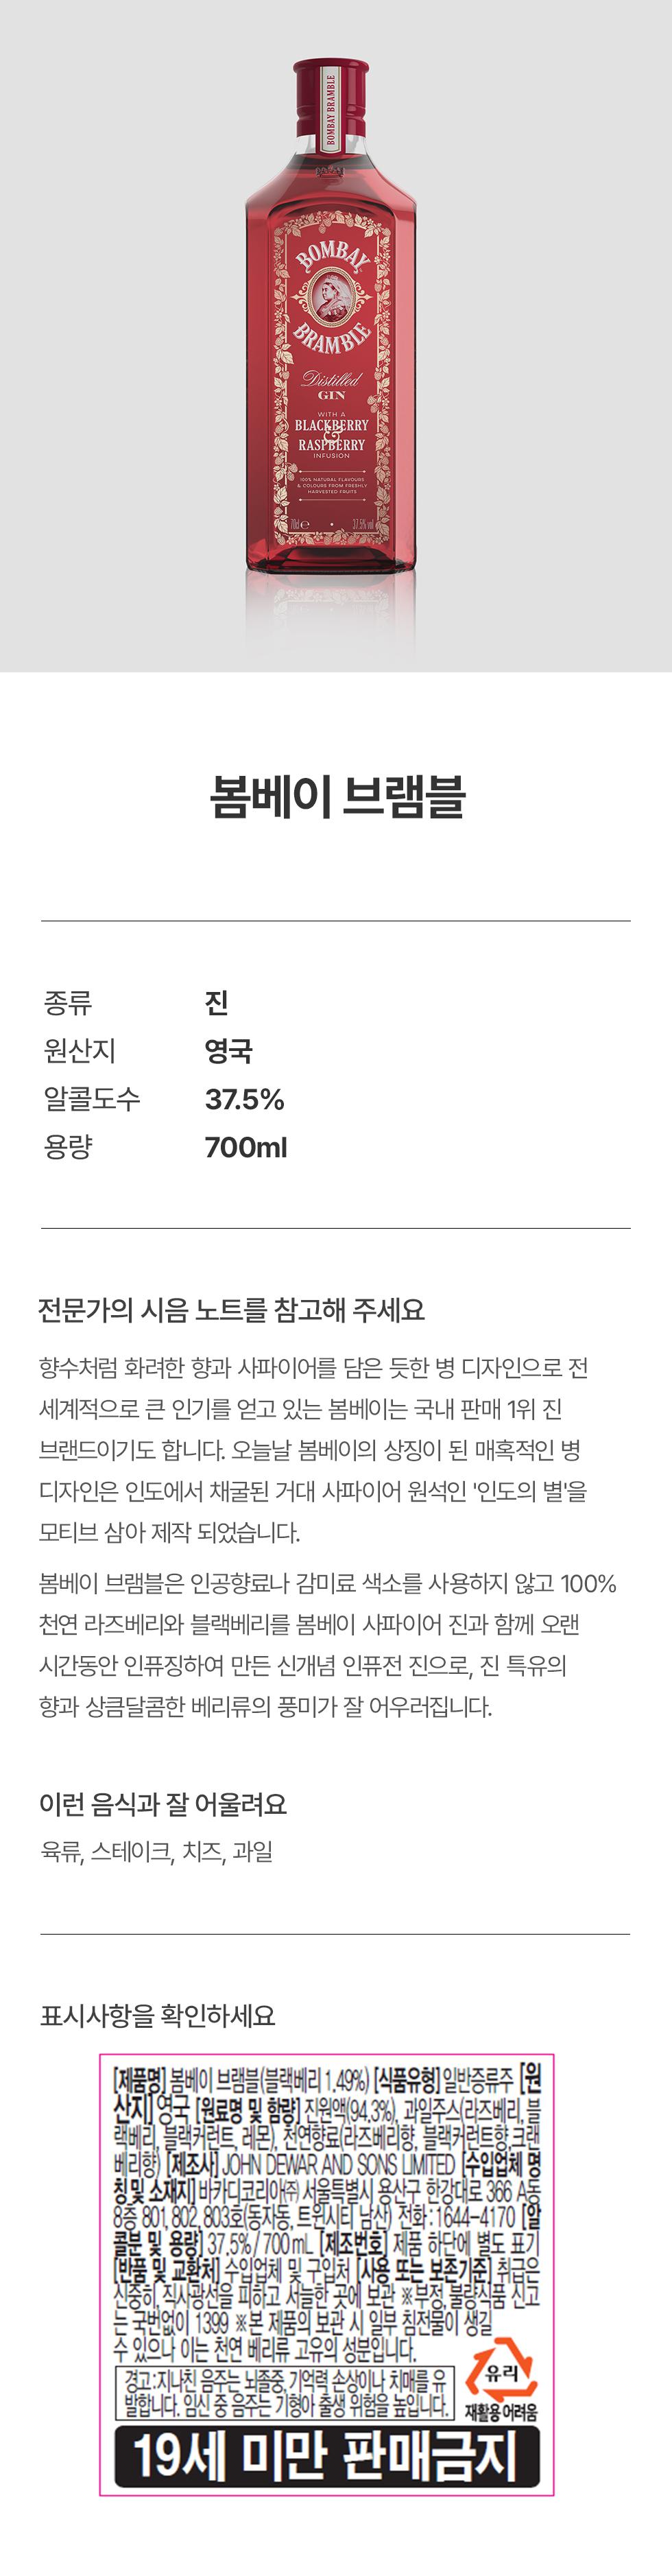 BOMBAY BRAMBLE
BOMBAY
BRAMBLE
Distilled
GIN
WITH A
BLACKBERRY
&
RASPBERRY
INFUSION
100% NATURAL FLAVOURS
& COLOURS FROM FRESHLY
HARVESTED FRUITS
70cl e 37.5% vol
봄베이 브램블
종류 진
원산지 영국
알콜도수 37.5%
용량 700ml
전문가의 시음 노트를 참고해 주세요
향수처럼 화려한 향과 사파이어를 담은 듯한 병 디자인으로 전
세계적으로 큰 인기를 얻고 있는 봄베이는 국내 판매 1위 진
브랜드이기도 합니다. 오늘날 봄베이의 상징이 된 매혹적인 병
디자인은 인도에서 채굴된 거대 사파이어 원석인 '인도의 별'을
모티브 삼아 제작 되었습니다.
봄베이 브램블은 인공향료나 감미료 색소를 사용하지 않고 100%
천연 라즈베리와 블랙베리를 봄베이 사파이어 진과 함께 오랜
시간동안 인퓨징하여 만든 신개념 인퓨전 진으로, 진 특유의
향과 상큼달콤한 베리류의 풍미가 잘 어우러집니다.
이런 음식과 잘 어울려요
육류, 스테이크, 치즈, 과일
표시사항을 확인하세요
[제품명] 봄베이 브램블(블랙베리 1.49%) [식품유형] 일반증류주 [원
산지] 영국 [원료명 및 함량] 진원액(94.3%), 과일주스(라즈베리, 블
랙베리, 블랙커런트, 레몬), 천연향료(라즈베리향, 블랙커런트향,크랜
베리향) [제조사] JOHN DEWAR AND SONS LIMITED [수입업체 명
칭 및 소재지] 바카디코리아㈜ 서울특별시 용산구 한강대로 366 A동
8층 801, 802, 803호(동자동, 트윈시티 남산) 전화:1644-4170 [알
콜분 및 용량] 37.5% / 700mL [제조번호] 제품 하단에 별도 표기
[반품 및 교환처] 수입업체 및 구입처 [사용 또는 보존기준] 취급은
신중히, 직사광선을 피하고 서늘한 곳에 보관 ※부정,불량식품 신고
는 국번없이 1399 ※본 제품의 보관 시 일부 침전물이 생길
수 있으나 이는 천연 베리류 고유의 성분입니다.
경고:지나친 음주는 뇌졸중, 기억력 손상이나 치매를 유
발합니다. 임신 중 음주는 기형아 출생 위험을 높입니다.
유리
재활용 어려움
19세 미만 판매금지